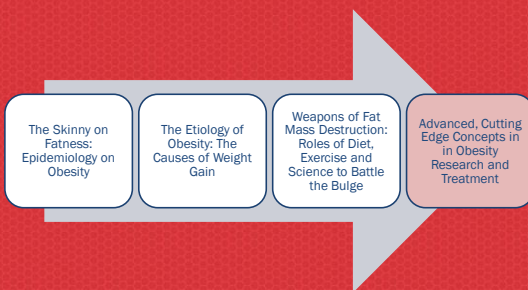 The Skinny on
Fatness:
Epidemiology on
Obesity
The Etiology of
Obesity: The
Causes of Weight
Gain
Weapons of Fat
Mass Destruction:
Roles of Diet,
Exercise and
Science to Battle
the Bulge
Advanced, Cutting
Edge Concepts in
in Obesity
Research and
Treatment